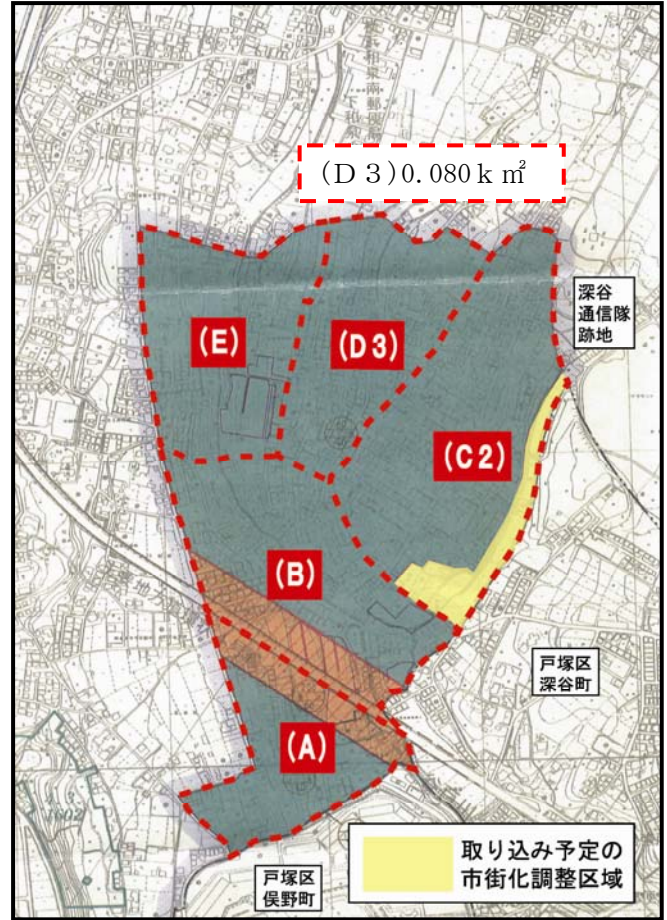 (D3)0.080k㎡
深谷
通信隊
跡地
(E)
(D3)
(C2)
(B)
戸塚区
深谷町
(A)
1602
取り込み予定の
市街化調整区域
戸塚区
俣野町